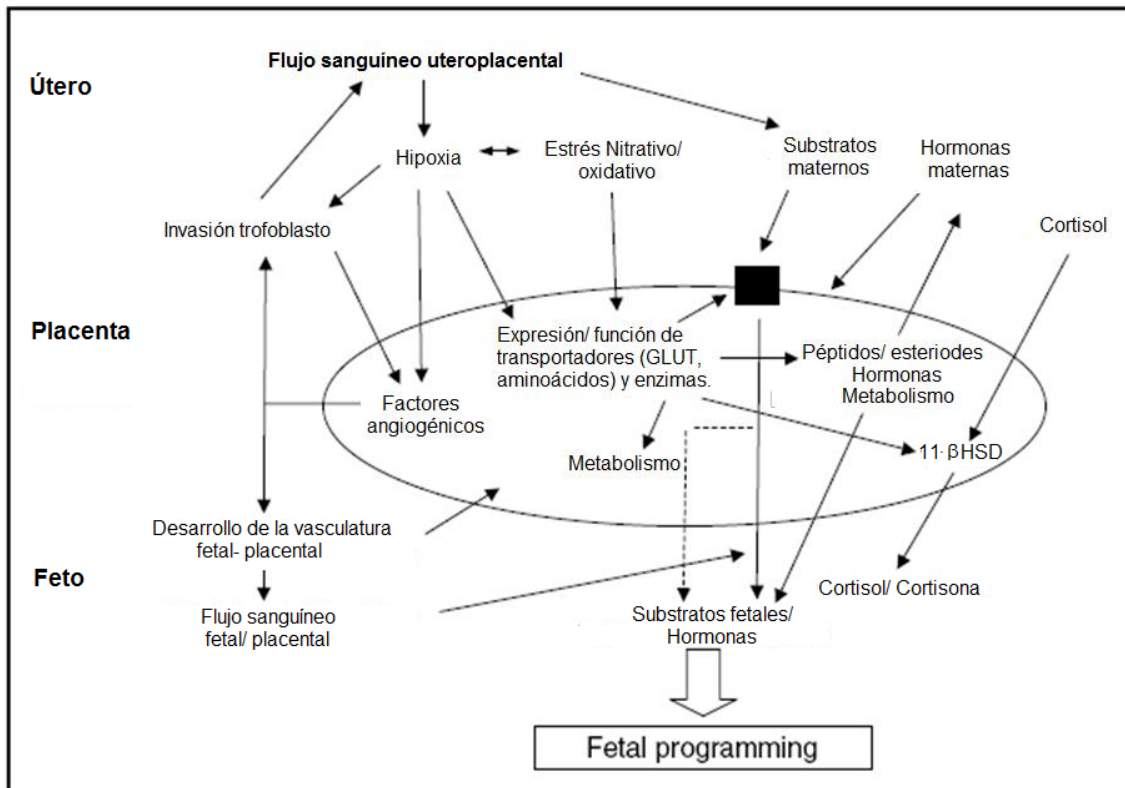 Flujo sanguíneo uteroplacental
Útero
Hipoxia
Estrés Nitrativo/
oxidativo
Substratos
maternos
Hormonas
maternas
Invasión trofoblasto
Cortisol
Placenta
Expresión/ función de
transportadores (GLUT,
aminoácidos) y enzimas.
Péptidos/ esteriodes
Hormonas
Metabolismo
Factores
angiogénicos
Metabolismo
11·βHSD
Desarrollo de la vasculatura
fetal- placental
Feto
Flujo sanguíneo
fetal/ placental
Substratos fetales/
Hormonas
Cortisol/ Cortisona
Fetal programming